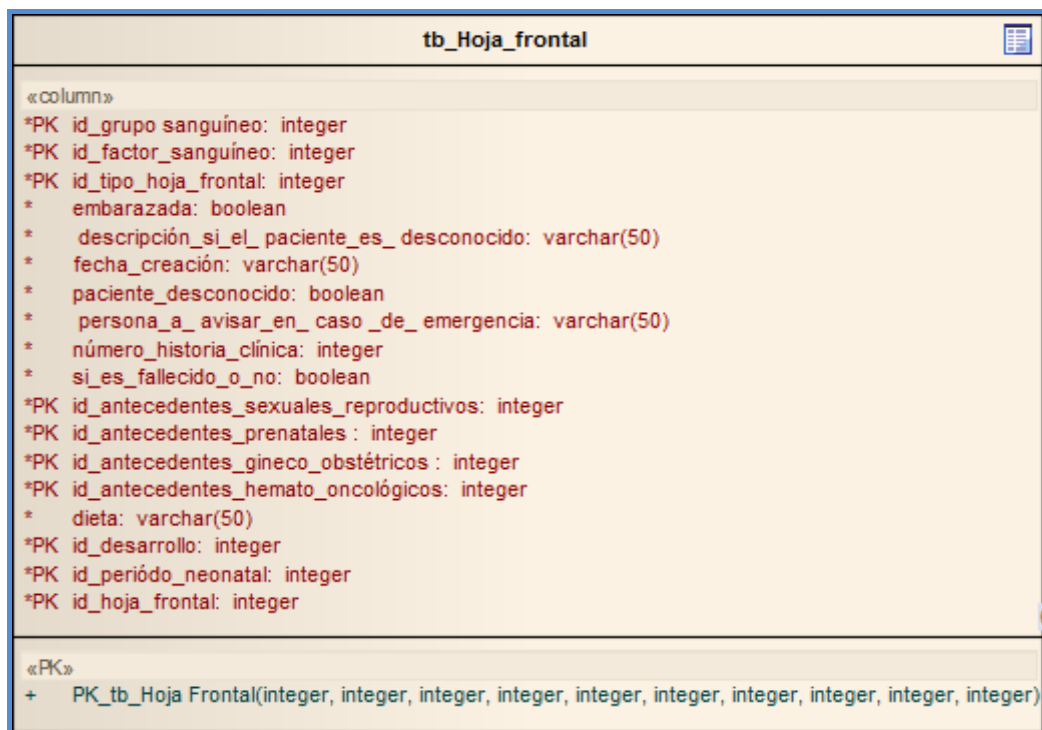 tb_Hoja_frontal
«column»
*PK id_grupo sanguíneo: integer
*PK id_factor_sanguíneo: integer
*PK id_tipo_hoja_frontal: integer
* embarazada: boolean
* descripción_si_el_ paciente_es_ desconocido: varchar(50)
* fecha_creación: varchar(50)
* paciente_desconocido: boolean
* persona_a_ avisar_en_ caso _de_ emergencia: varchar(50)
* número_historia_clínica: integer
* si_es_fallecido_o_no: boolean
*PK id_antecedentes_sexuales_reproductivos: integer
*PK id_antecedentes_prenatales : integer
*PK id_antecedentes_gineco_obstétricos : integer
*PK id_antecedentes_hemato_oncológicos: integer
* dieta: varchar(50)
*PK id_desarrollo: integer
*PK id_periódo_neonatal: integer
*PK id_hoja_frontal: integer
«PK»
+ PK_tb_Hoja Frontal(integer, integer, integer, integer, integer, integer, integer, integer, integer, integer)